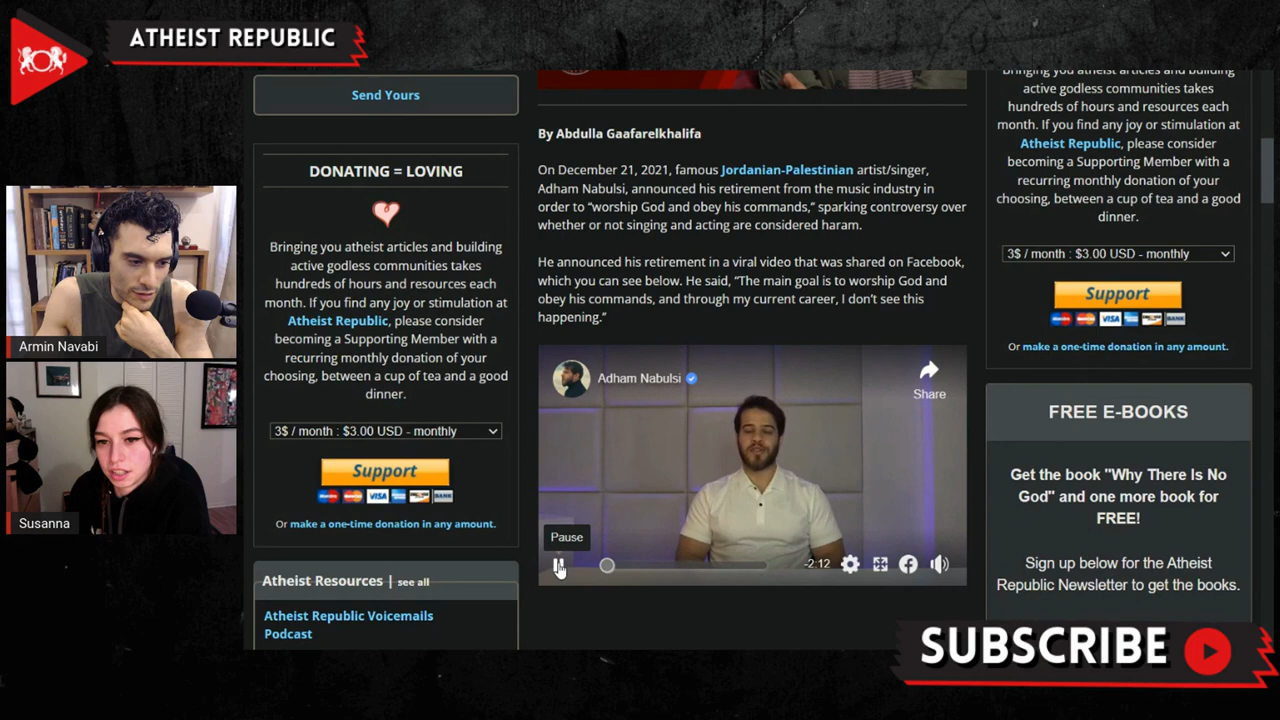 ATHEIST REPUBLIC
Armin Navabi
Susanna
Send Yours
DONATING = LOVING
Bringing you atheist articles and building
active godless communities takes
hundreds of hours and resources each
month. If you find any joy or stimulation at
Atheist Republic, please consider
becoming a Supporting Member with a
recurring monthly donation of your
choosing, between a cup of tea and a good
dinner.
3$ / month : $3.00 USD - monthly
Support
VISA
DISCOVER
BANK
Or make a one-time donation in any amount.
Atheist Resources | see all
Atheist Republic Voicemails
Podcast
By Abdulla Gaafarelkhalifa
On December 21, 2021, famous Jordanian-Palestinian artist/singer,
Adham Nabulsi, announced his retirement from the music industry in
order to “worship God and obey his commands,” sparking controversy over
whether or not singing and acting are considered haram.
He announced his retirement in a viral video that was shared on Facebook,
which you can see below. He said, “The main goal is to worship God and
obey his commands, and through my current career, I don’t see this
happening.”
Adham Nabulsi
Share
Pause
-2:12
Bringing you atheist articles and building
active godless communities takes
hundreds of hours and resources each
month. If you find any joy or stimulation at
Atheist Republic, please consider
becoming a Supporting Member with a
recurring monthly donation of your
choosing, between a cup of tea and a good
dinner.
3$ / month : $3.00 USD - monthly
Support
VISA
DISCOVER
BANK
Or make a one-time donation in any amount.
FREE E-BOOKS
Get the book "Why There Is No
God" and one more book for
FREE!
Sign up below for the Atheist
Republic Newsletter to get the books.
SUBSCRIBE